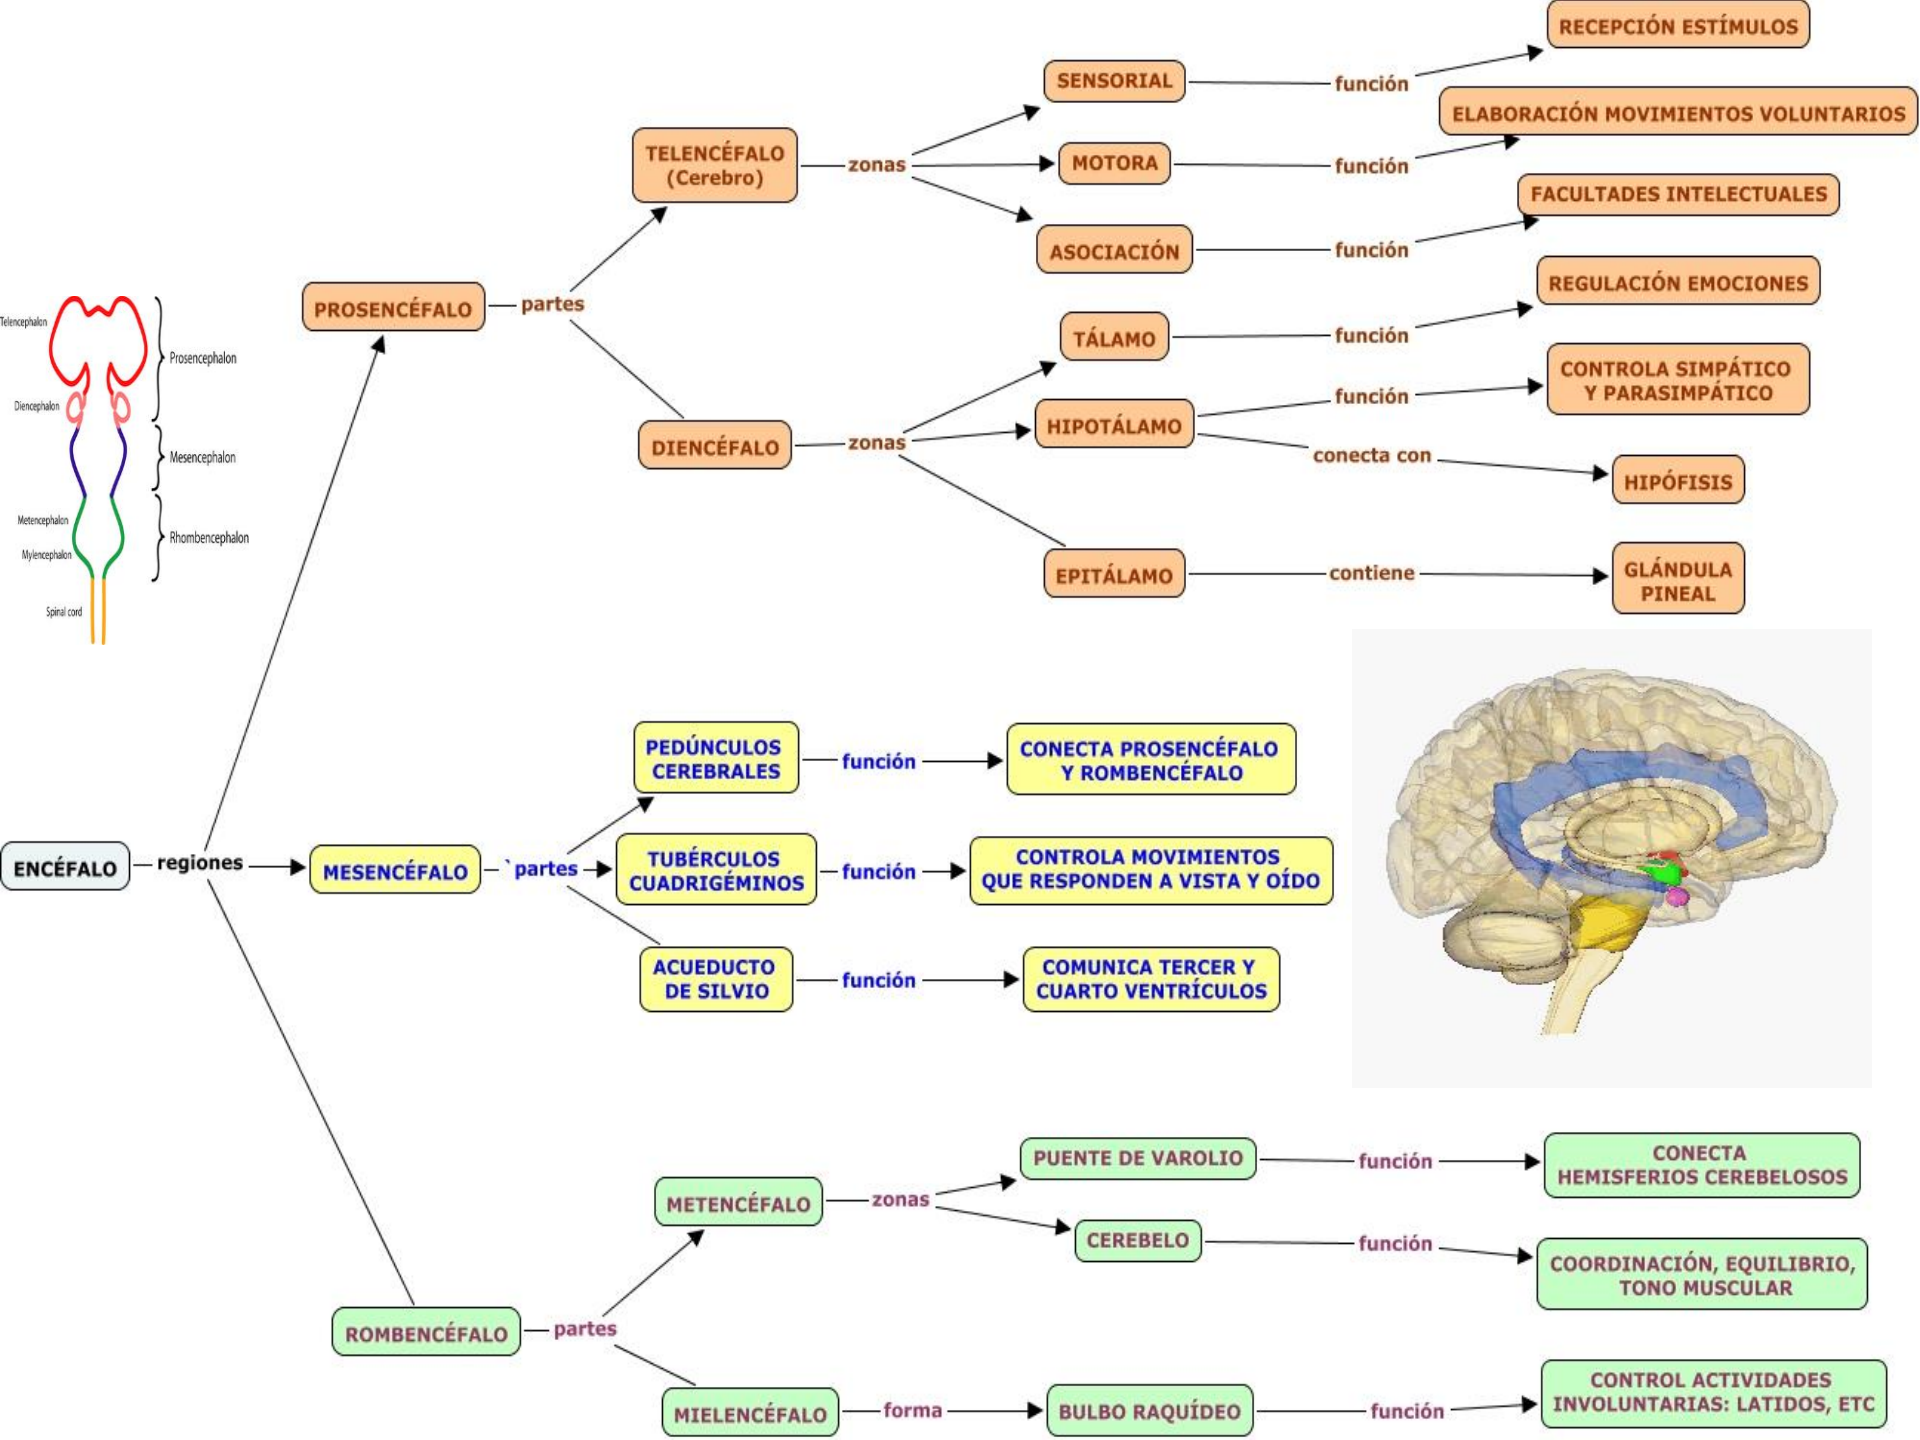 RECEPCIÓN ESTÍMULOS
SENSORIAL
función
ELABORACIÓN MOVIMIENTOS VOLUNTARIOS
TELENCÉFALO
(Cerebro)
zonas
MOTORA
función
FACULTADES INTELECTUALES
ASOCIACIÓN
función
REGULACIÓN EMOCIONES
PROSENCÉFALO
partes
TÁLAMO
función
CONTROLA SIMPÁTICO
Y PARASIMPÁTICO
DIENCÉFALO
zonas
HIPOTÁLAMO
función
conecta con
HIPÓFISIS
EPITÁLAMO
contiene
GLÁNDULA
PINEAL
Telencephalon
Prosencephalon
Diencephalon
Mesencephalon
Metencephalon
Rhombencephalon
Mylencephalon
Spinal cord
PEDÚNCULOS
CEREBRALES
función
CONECTA PROSENCÉFALO
Y ROMBENCÉFALO
ENCÉFALO
regiones
MESENCÉFALO
`partes
TUBÉRCULOS
CUADRIGÉMINOS
función
CONTROLA MOVIMIENTOS
QUE RESPONDEN A VISTA Y OÍDO
ACUEDUCTO
DE SILVIO
función
COMUNICA TERCER Y
CUARTO VENTRÍCULOS
PUENTE DE VAROLIO
función
CONECTA
HEMISFERIOS CEREBELOSOS
METENCÉFALO
zonas
CEREBELO
función
COORDINACIÓN, EQUILIBRIO,
TONO MUSCULAR
ROMBENCÉFALO
partes
MIELENCÉFALO
forma
BULBO RAQUÍDEO
función
CONTROL ACTIVIDADES
INVOLUNTARIAS: LATIDOS, ETC